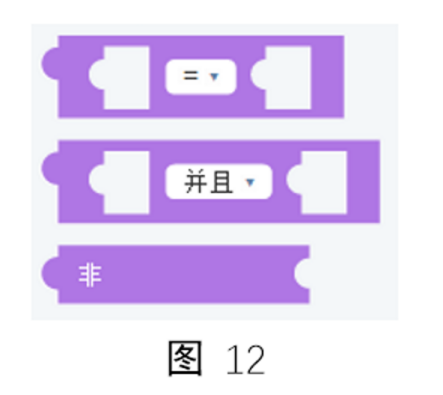 =
并且
非
图 12